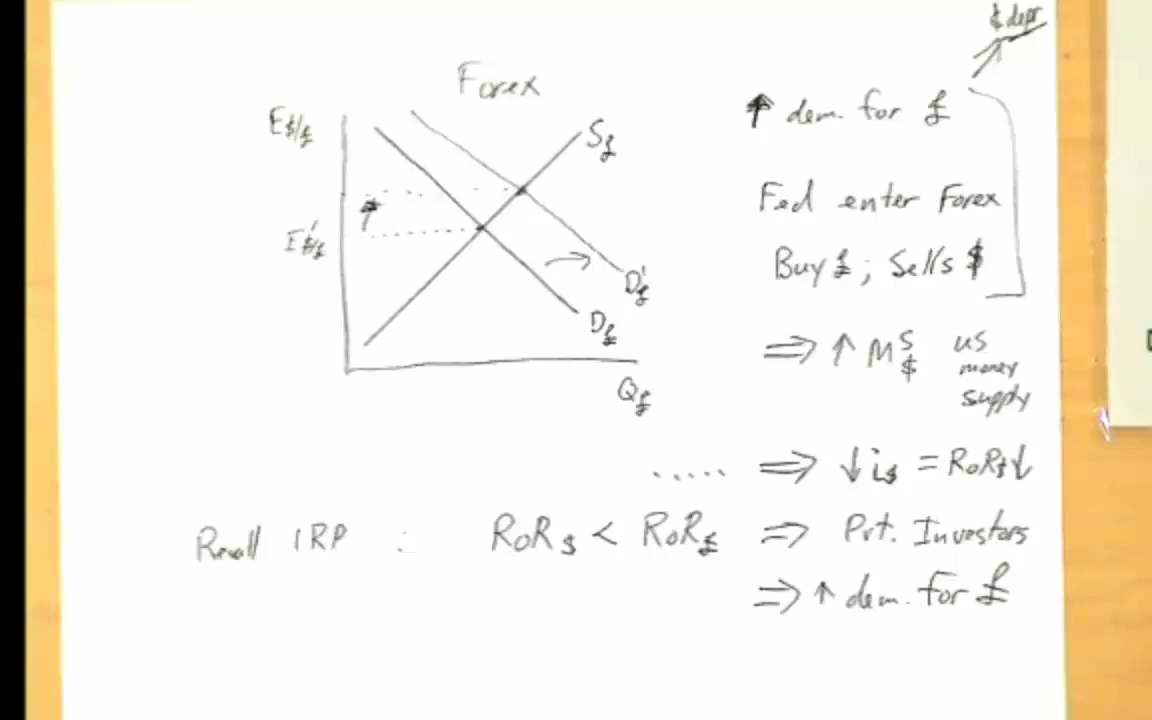 $ depr
Forex
E$/£
↑ dem. for £
S£
Fed enter Forex
E'$/£
Buy £ ; Sells $
D'£
D£
⇒ ↑ M$S US
money
supply
Q£
..... ⇒ ↓ i$ = RoR$ ↓
Recall IRP : RoR$ < RoR£ ⇒ Prt. Investors
⇒ ↑ dem. for £